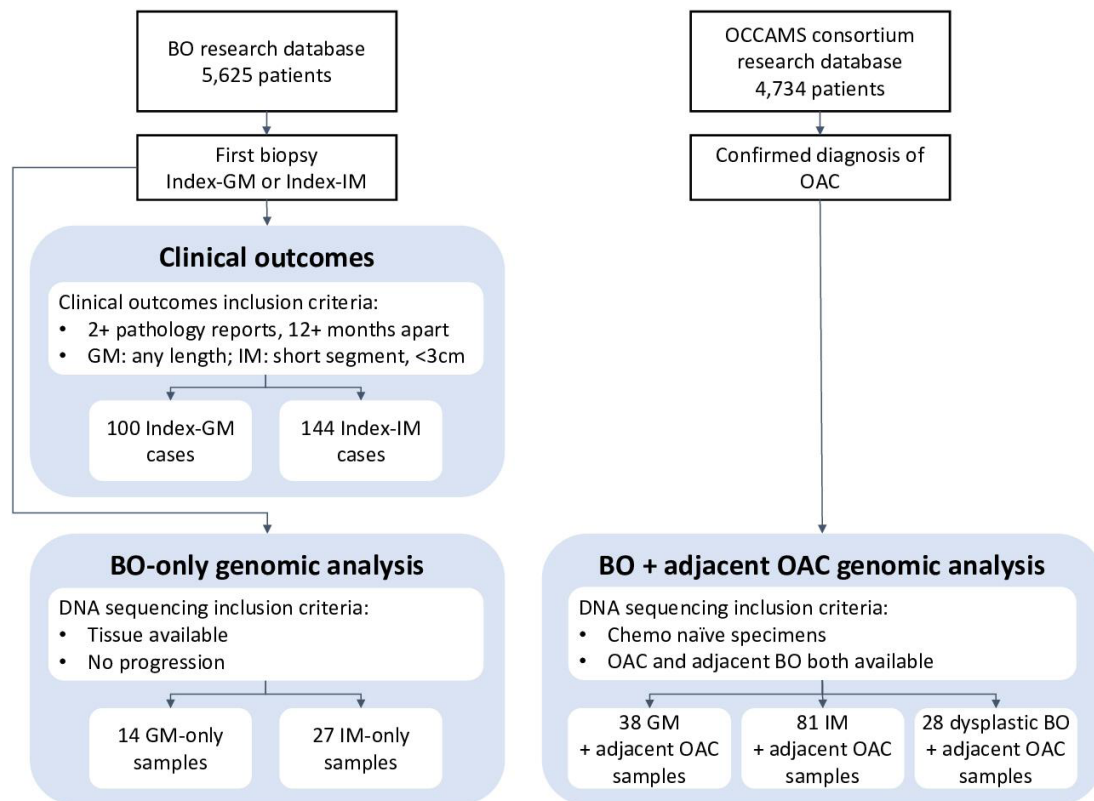 BO research database
5,625 patients
First biopsy
Index-GM or Index-IM
Clinical outcomes
Clinical outcomes inclusion criteria:
• 2+ pathology reports, 12+ months apart
• GM: any length; IM: short segment, <3cm
100 Index-GM
cases
144 Index-IM
cases
BO-only genomic analysis
DNA sequencing inclusion criteria:
• Tissue available
• No progression
14 GM-only
samples
27 IM-only
samples
OCCAMS consortium
research database
4,734 patients
Confirmed diagnosis of
OAC
BO + adjacent OAC genomic analysis
DNA sequencing inclusion criteria:
• Chemo naïve specimens
• OAC and adjacent BO both available
38 GM
+ adjacent OAC
samples
81 IM
+ adjacent OAC
samples
28 dysplastic BO
+ adjacent OAC
samples